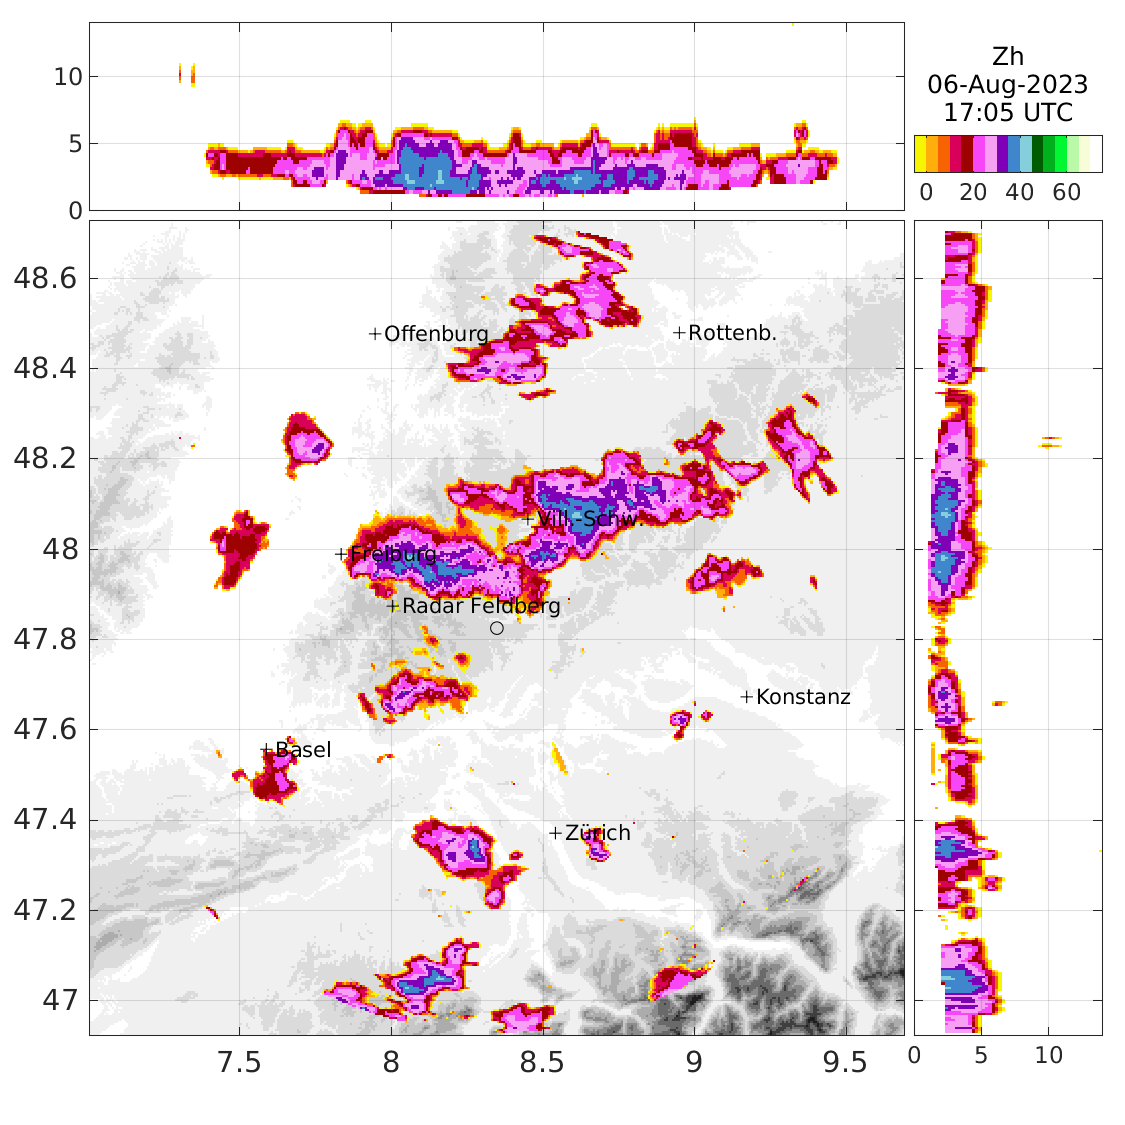 10
5
0
Zh
06-Aug-2023
17:05 UTC
0 20 40 60
48.6
48.4
48.2
48
47.8
47.6
47.4
47.2
47
+Offenburg
+Rottenb.
+Vill.-Schw.
+Freiburg
+Radar Feldberg
+Konstanz
+Basel
+Zürich
7.5 8 8.5 9 9.5
0 5 10